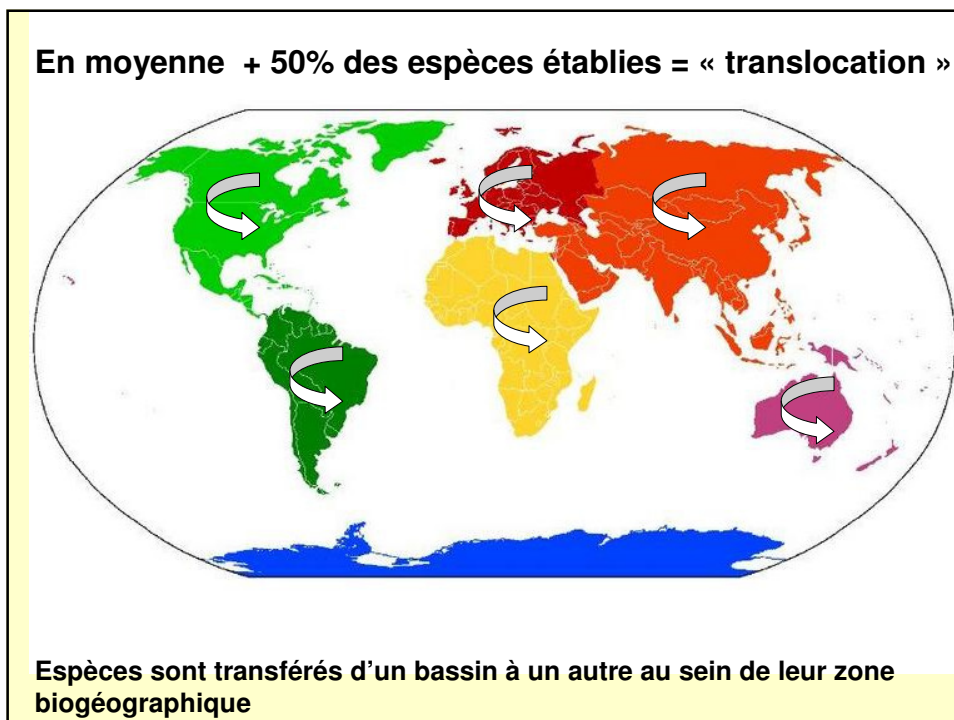 En moyenne + 50% des espèces établies = « translocation »
Espèces sont transférés d’un bassin à un autre au sein de leur zone
biogéographique